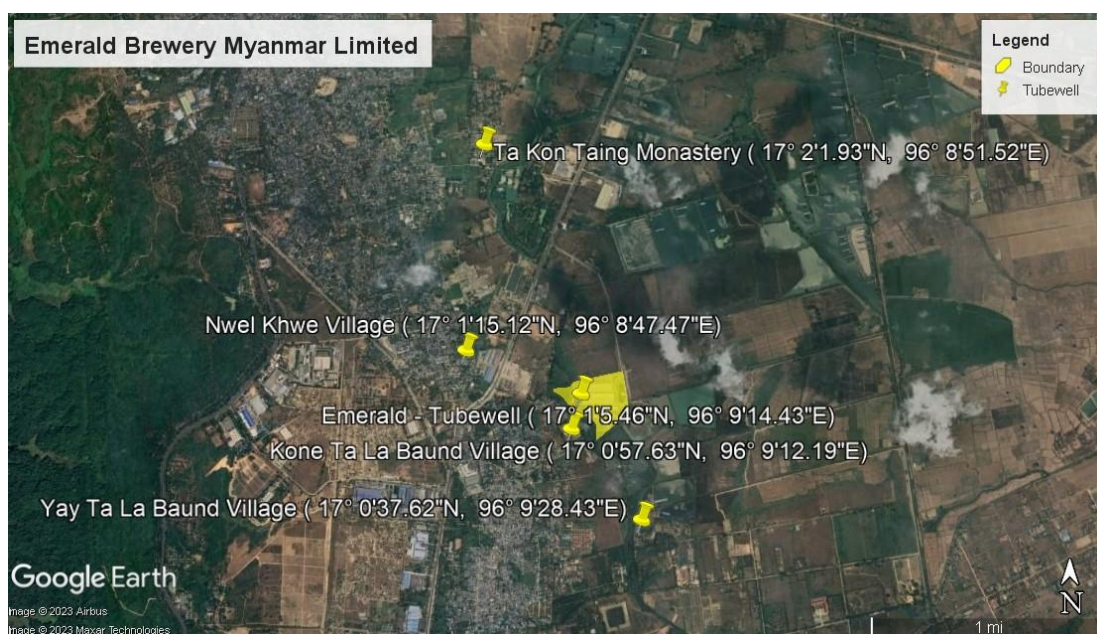 Emerald Brewery Myanmar Limited
Legend
Boundary
Tubewell
Ta Kon Taing Monastery ( 17° 2'1.93"N, 96° 8'51.52"E)
Nwel Khwe Village ( 17° 1'15.12"N, 96° 8'47.47"E)
Emerald - Tubewell ( 17° 1'5.46"N, 96° 9'14.43"E)
Kone Ta La Baund Village ( 17° 0'57.63"N, 96° 9'12.19"E)
Yay Ta La Baund Village ( 17° 0'37.62"N, 96° 9'28.43"E)
Google Earth
Image © 2023 Airbus
Image © 2023 Maxar Technologies
N
1 mi